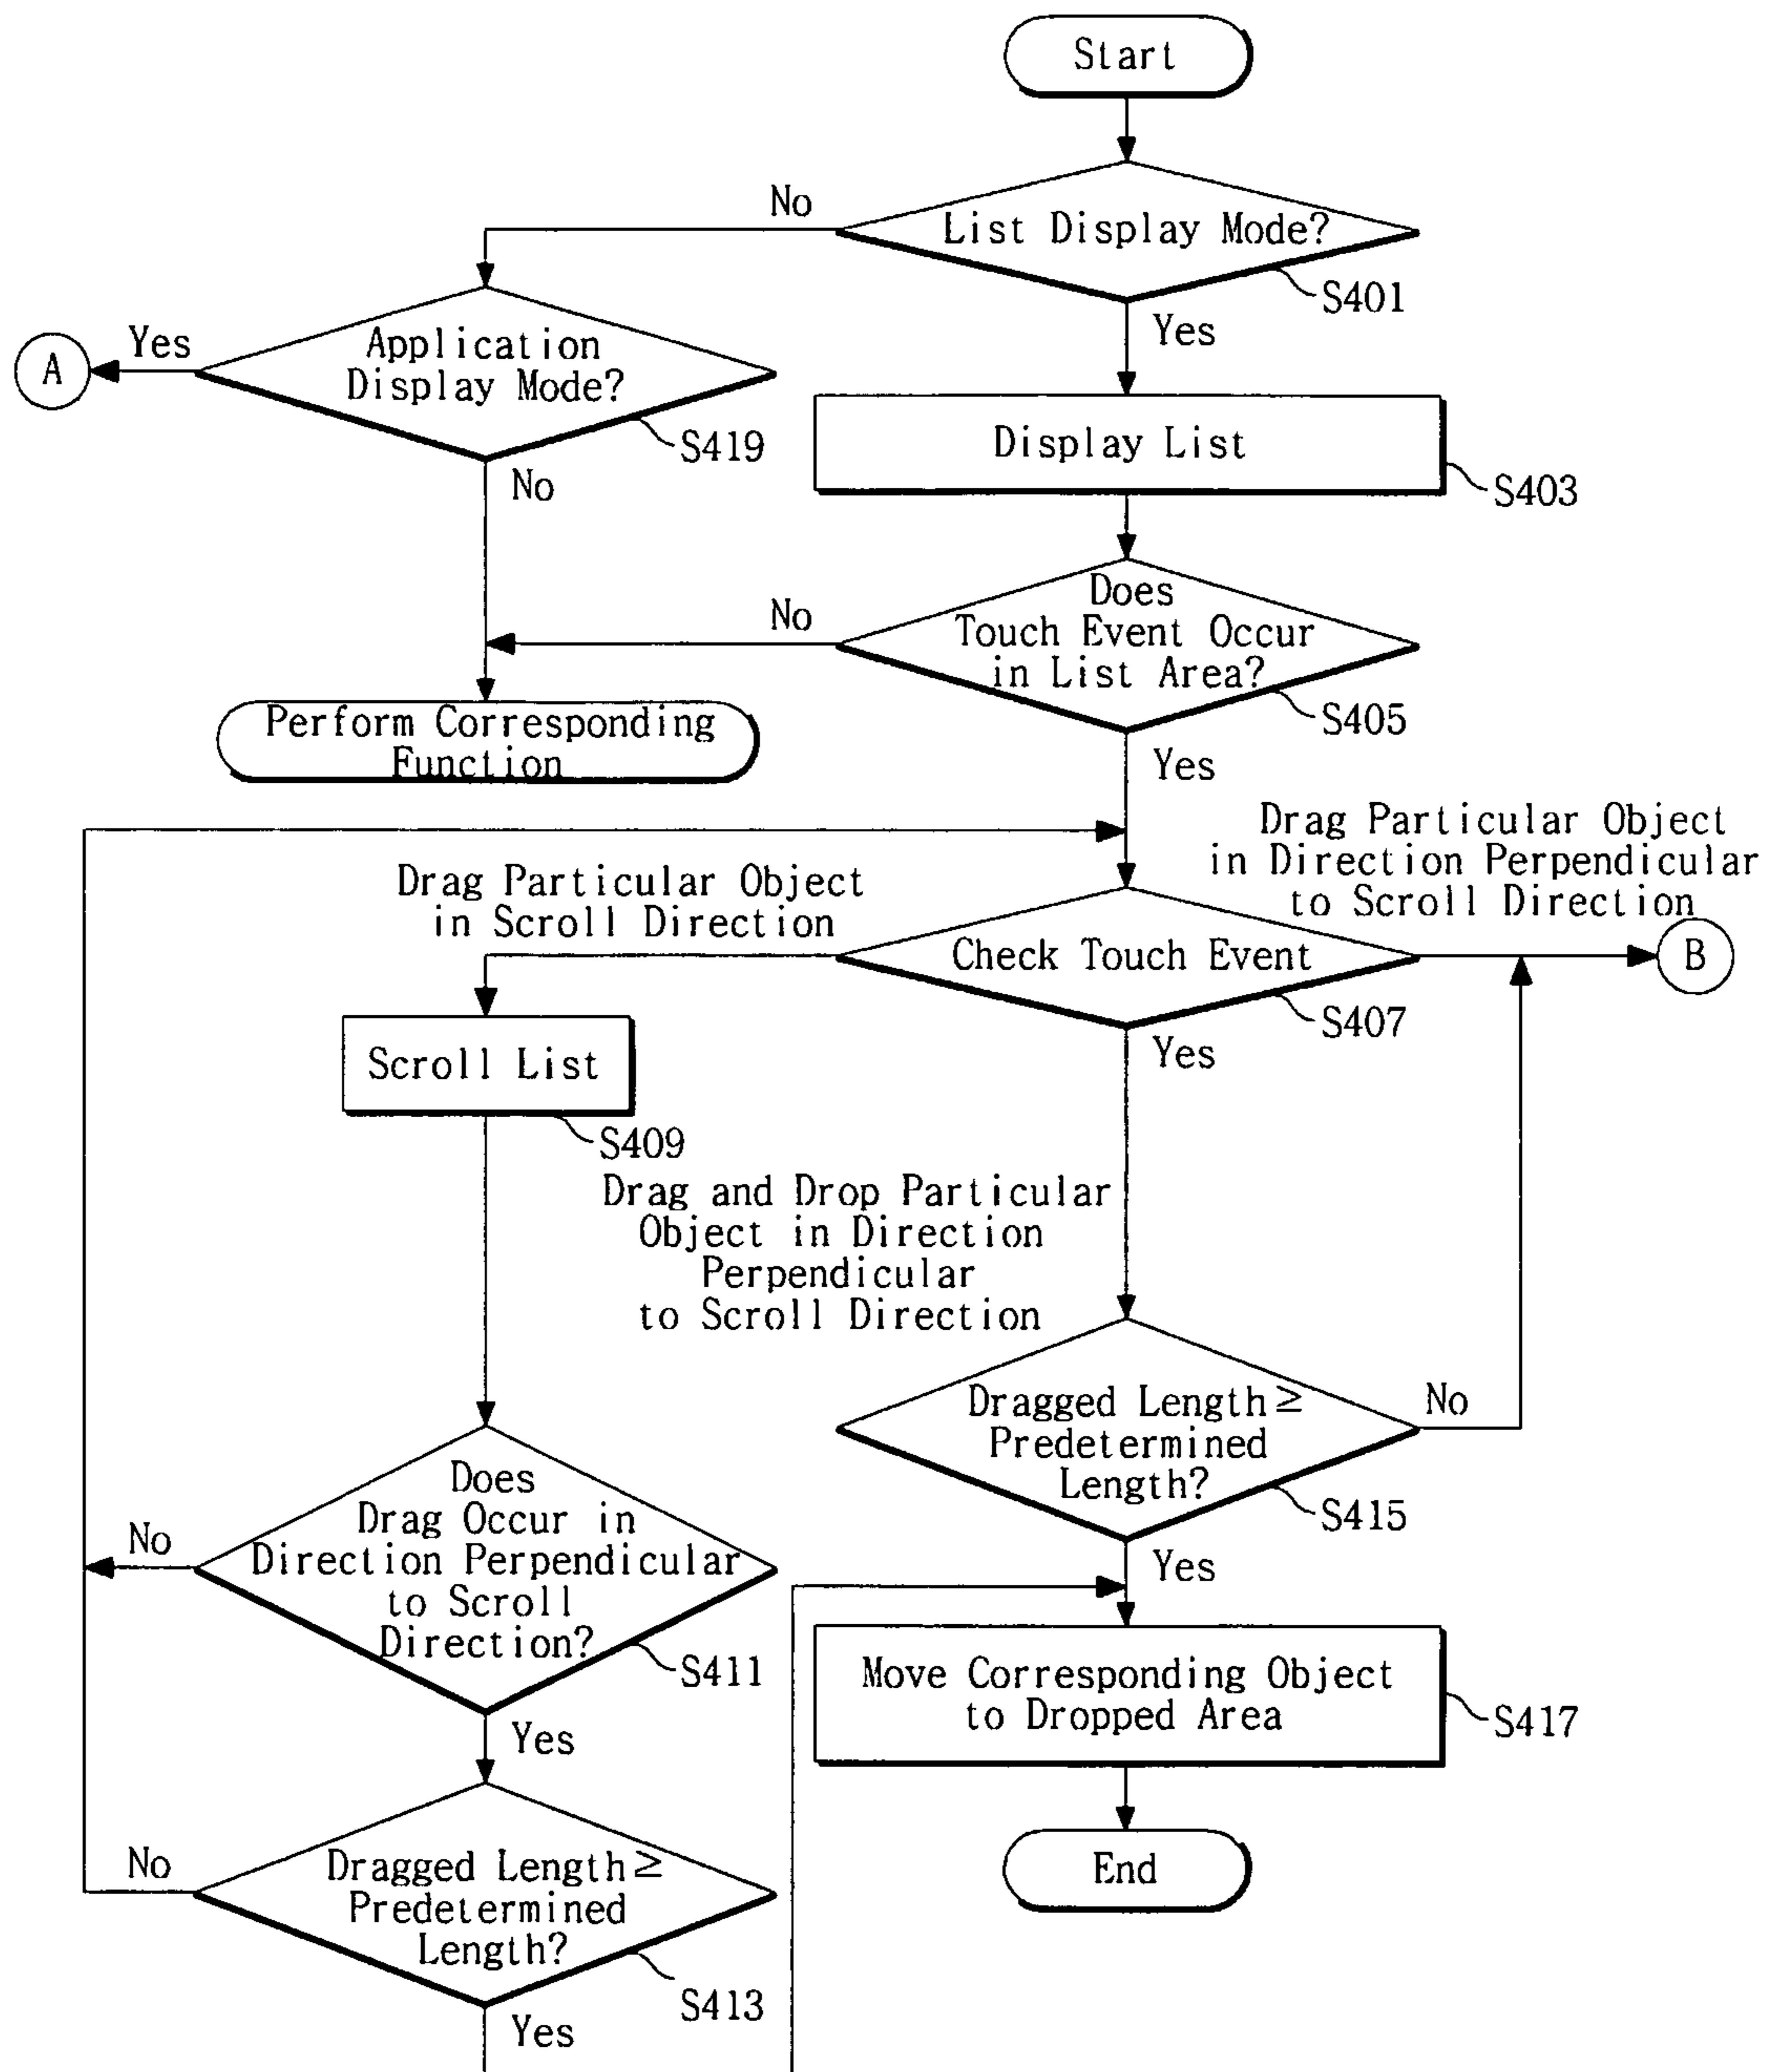 Start
No
List Display Mode?
S401
Yes
Application
Display Mode?
Yes
A
S419
No
Display List
S403
Does
Touch Event Occur
in List Area?
No
S405
Yes
Perform Corresponding
Function
Drag Particular Object
in Direction Perpendicular
to Scroll Direction
Drag Particular Object
in Scroll Direction
Check Touch Event
B
S407
Yes
Scroll List
S409
Drag and Drop Particular
Object in Direction
Perpendicular
to Scroll Direction
Dragged Length≥
Predetermined
Length?
No
S415
Yes
Does
Drag Occur in
Direction Perpendicular
to Scroll
Direction?
No
S411
Yes
Move Corresponding Object
to Dropped Area
S417
End
Dragged Length≥
Predetermined
Length?
No
S413
Yes